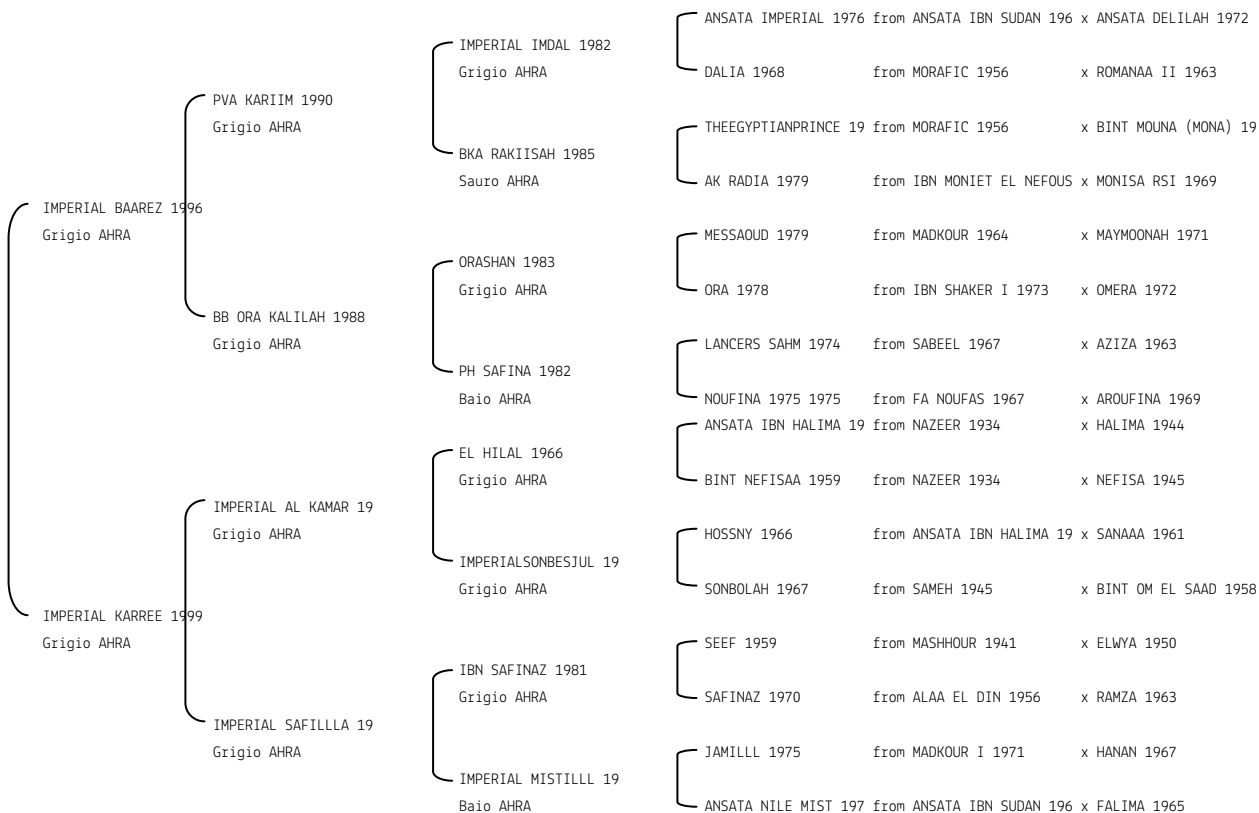 ANSATA IMPERIAL 1976 from ANSATA IBN SUDAN 196 x ANSATA DELILAH 1972
IMPERIAL IMDAL 1982
Grigio AHRA
DALIA 1968 from MORAFIC 1956 x ROMANAA II 1963
PVA KARIIM 1990
Grigio AHRA
THEEGYPTIANPRINCE 19 from MORAFIC 1956 x BINT MOUNA (MONA) 19
BKA RAKIISAH 1985
Sauro AHRA
AK RADIA 1979 from IBN MONIET EL NEFOUS x MONISA RSI 1969
IMPERIAL BAAREZ 1996
Grigio AHRA
MESSAOUD 1979 from MADKOUR 1964 x MAYMOONAH 1971
ORASHAN 1983
Grigio AHRA
ORA 1978 from IBN SHAKER I 1973 x OMERA 1972
BB ORA KALILAH 1988
Grigio AHRA
LANCERS SAHM 1974 from SABEEL 1967 x AZIZA 1963
PH SAFINA 1982
Baio AHRA
NOUFINA 1975 1975 from FA NOUFAS 1967 x AROUFINA 1969
ANSATA IBN HALIMA 19 from NAZEER 1934 x HALIMA 1944
EL HILAL 1966
Grigio AHRA
BINT NEFISAA 1959 from NAZEER 1934 x NEFISA 1945
IMPERIAL AL KAMAR 19
Grigio AHRA
HOSSNY 1966 from ANSATA IBN HALIMA 19 x SANAAA 1961
IMPERIALSONBESJUL 19
Grigio AHRA
SONBOLAH 1967 from SAMEH 1945 x BINT OM EL SAAD 1958
IMPERIAL KARREE 1999
Grigio AHRA
SEEF 1959 from MASHHOUR 1941 x ELWYA 1950
IBN SAFINAZ 1981
Grigio AHRA
SAFINAZ 1970 from ALAA EL DIN 1956 x RAMZA 1963
IMPERIAL SAFILLLA 19
Grigio AHRA
JAMILLL 1975 from MADKOUR I 1971 x HANAN 1967
IMPERIAL MISTILLL 19
Baio AHRA
ANSATA NILE MIST 197 from ANSATA IBN SUDAN 196 x FALIMA 1965